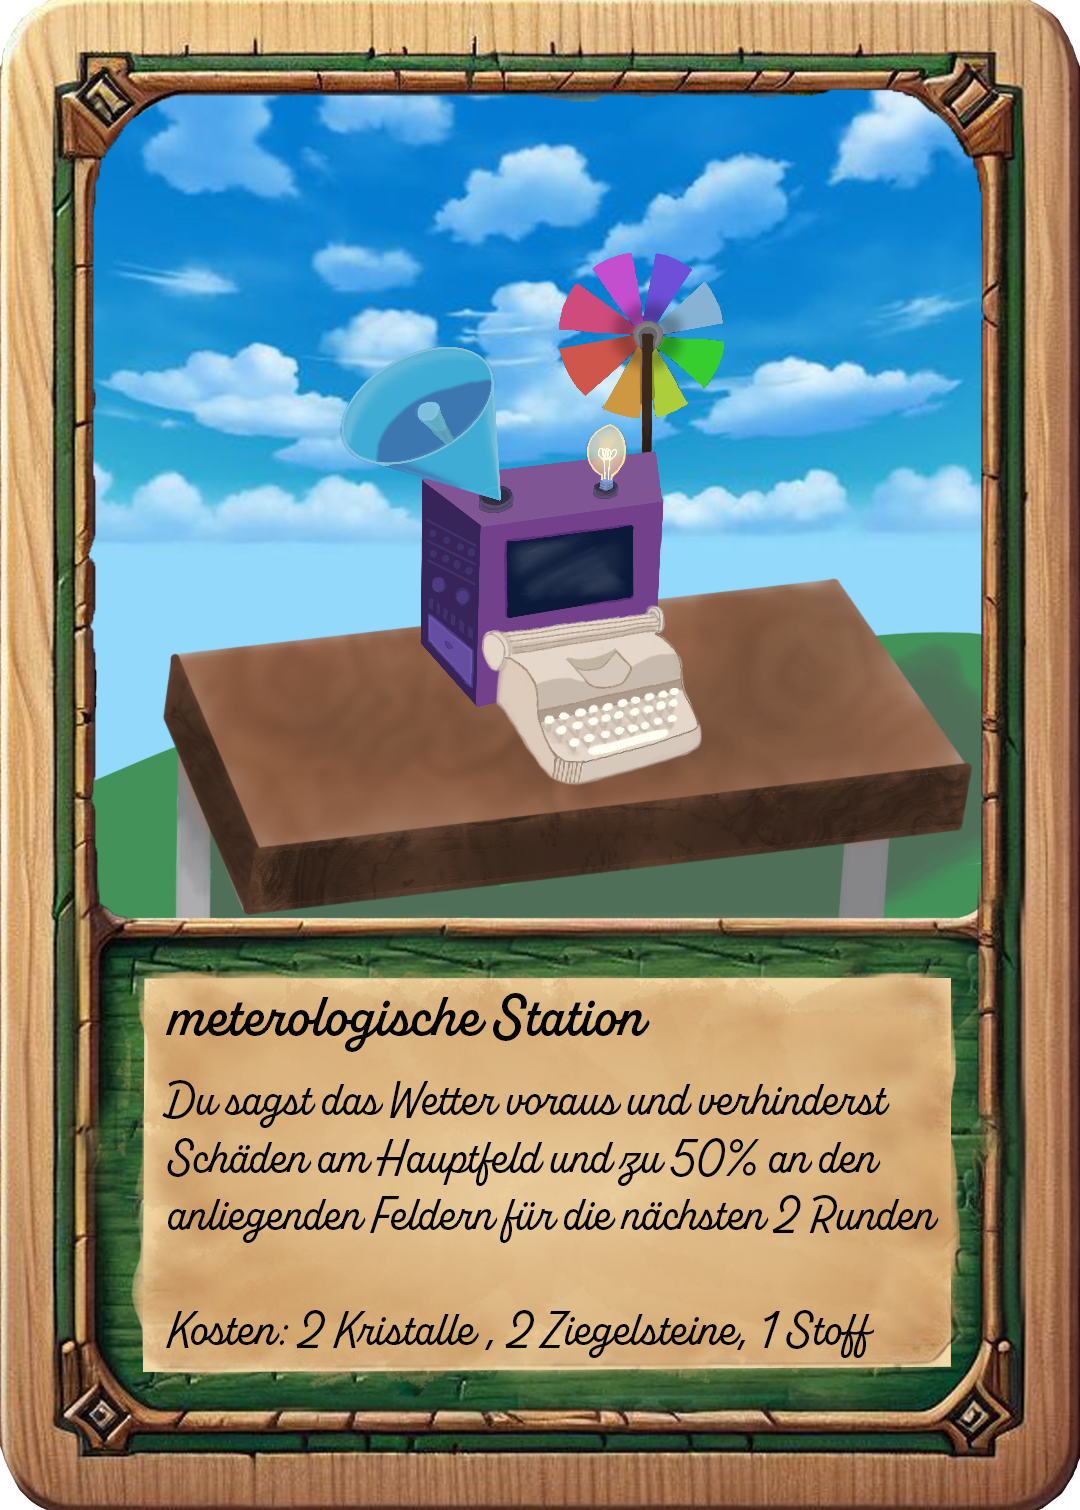 meterologische Station
Du sagst das Wetter voraus und verhinderst
Schäden am Hauptfeld und zu 50% an den
anliegenden Feldern für die nächsten 2 Runden
Kosten: 2 Kristalle , 2 Ziegelsteine, 1 Stoff